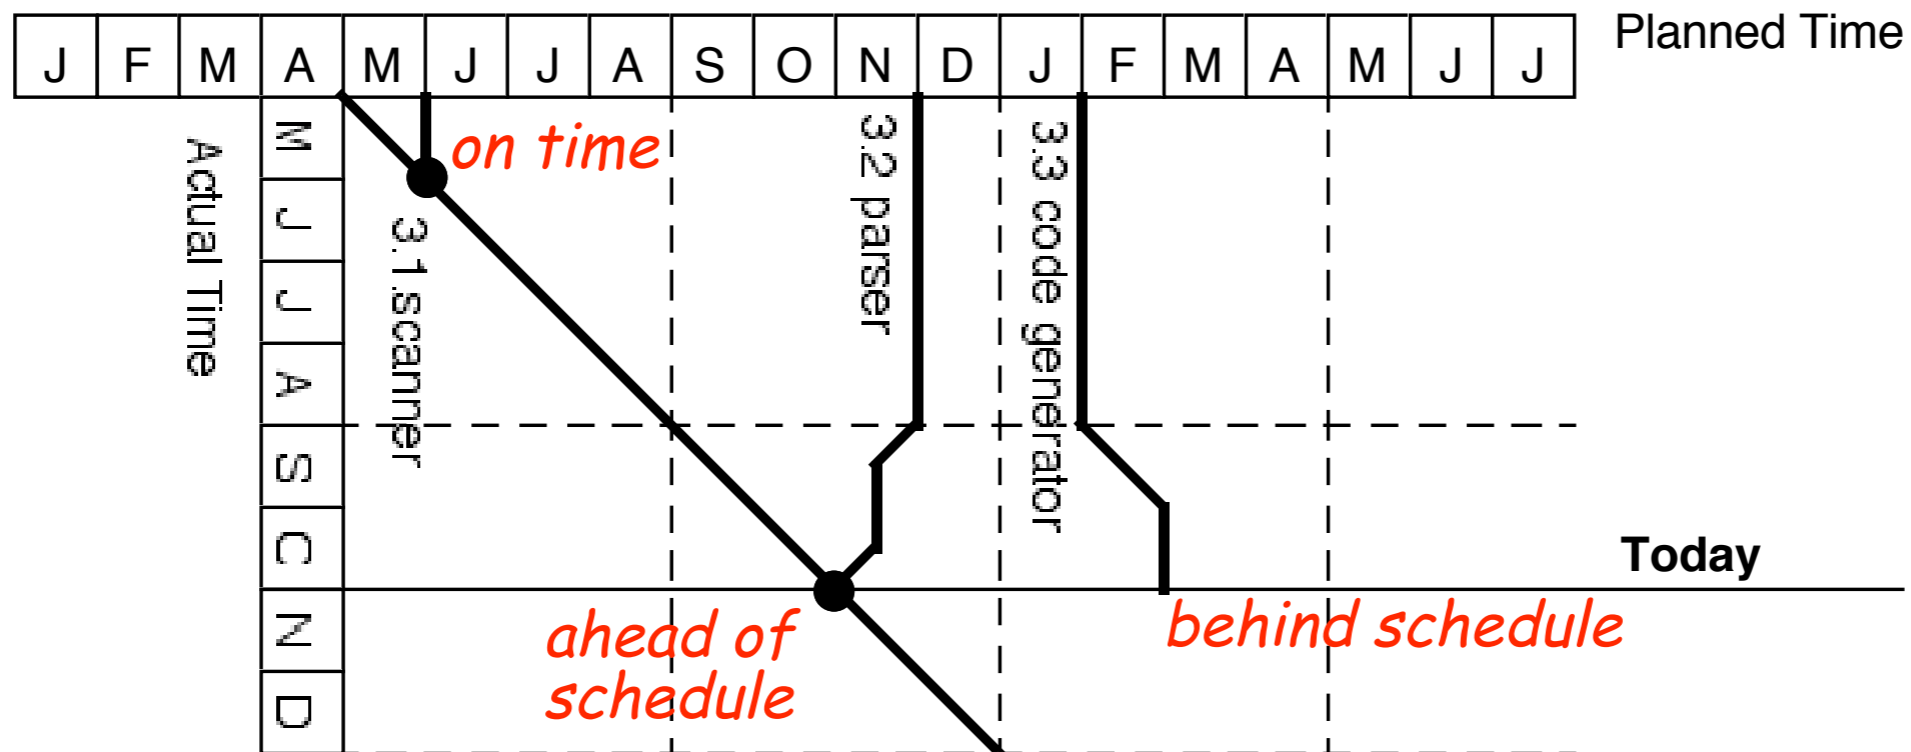 Planned Time
J F M A M J J A S O N D J F M A M J J
M J J A S C N D
Actual Time
on time
3.1.scanner
3.2 parser
3.3 code generator
Today
ahead of
schedule
behind schedule